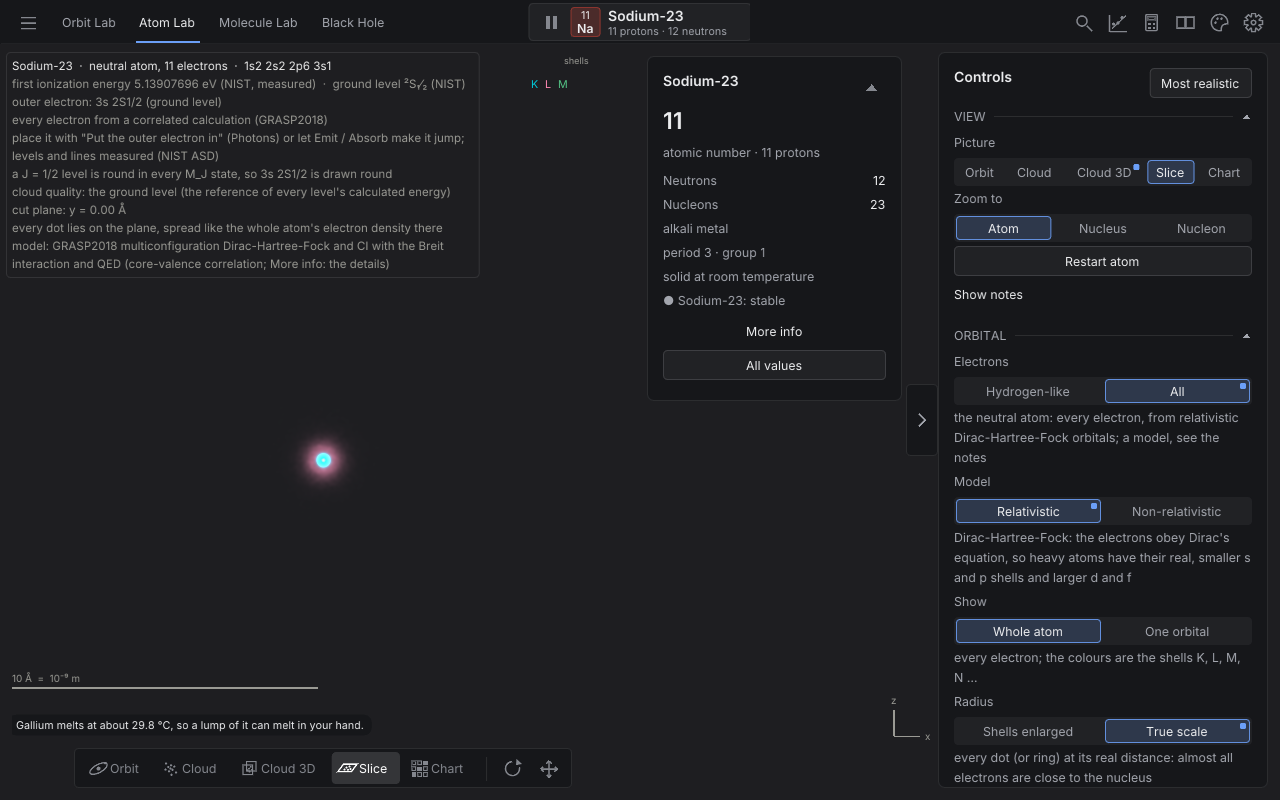 Orbit Lab
Atom Lab
Molecule Lab
Black Hole
11
Na
Sodium-23
11 protons · 12 neutrons
Sodium-23 · neutral atom, 11 electrons · 1s2 2s2 2p6 3s1
first ionization energy 5.13907696 eV (NIST, measured) · ground level ²S₁/₂ (NIST)
outer electron: 3s 2S1/2 (ground level)
every electron from a correlated calculation (GRASP2018)
place it with "Put the outer electron in" (Photons) or let Emit / Absorb make it jump;
levels and lines measured (NIST ASD)
a J = 1/2 level is round in every M_J state, so 3s 2S1/2 is drawn round
cloud quality: the ground level (the reference of every level's calculated energy)
cut plane: y = 0.00 Å
every dot lies on the plane, spread like the whole atom's electron density there
model: GRASP2018 multiconfiguration Dirac-Hartree-Fock and CI with the Breit
interaction and QED (core-valence correlation; More info: the details)
shells
K L M
Sodium-23
11
atomic number · 11 protons
Neutrons 12
Nucleons 23
alkali metal
period 3 · group 1
solid at room temperature
Sodium-23: stable
More info
All values
Controls
Most realistic
VIEW
Picture
Orbit Cloud Cloud 3D Slice Chart
Zoom to
Atom Nucleus Nucleon
Restart atom
Show notes
ORBITAL
Electrons
Hydrogen-like All
the neutral atom: every electron, from relativistic
Dirac-Hartree-Fock orbitals; a model, see the
notes
Model
Relativistic Non-relativistic
Dirac-Hartree-Fock: the electrons obey Dirac's
equation, so heavy atoms have their real, smaller s
and p shells and larger d and f
Show
Whole atom One orbital
every electron; the colours are the shells K, L, M,
N ...
Radius
Shells enlarged True scale
every dot (or ring) at its real distance: almost all
electrons are close to the nucleus
10 Å = 10⁻⁹ m
Gallium melts at about 29.8 °C, so a lump of it can melt in your hand.
z
x
Orbit Cloud Cloud 3D Slice Chart